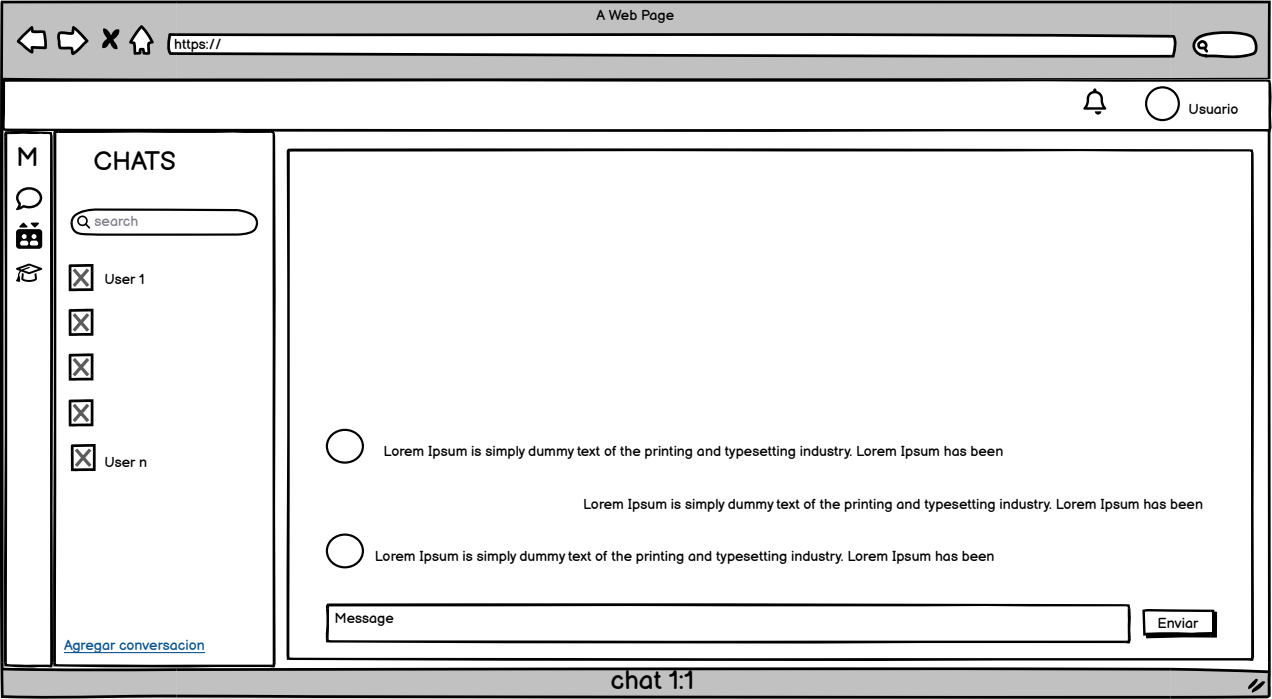 A Web Page
https://
Usuario
M
CHATS
search
User 1
User n
Agregar conversacion
Lorem Ipsum is simply dummy text of the printing and typesetting industry. Lorem Ipsum has been
Lorem Ipsum is simply dummy text of the printing and typesetting industry. Lorem Ipsum has been
Lorem Ipsum is simply dummy text of the printing and typesetting industry. Lorem Ipsum has been
Message
Enviar
chat 1:1